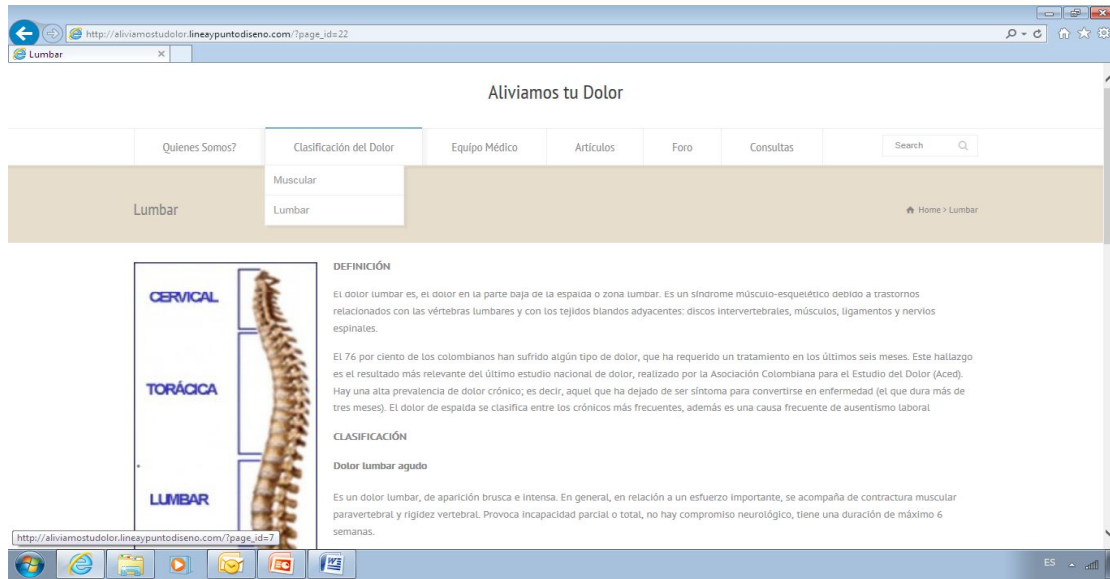 http://aliviamostudolor.lineaypuntodiseno.com/?page_id=22
Lumbar
Aliviamos tu Dolor
Quienes Somos?
Clasificación del Dolor
Equipo Médico
Artículos
Foro
Consultas
Search
Muscular
Lumbar
Lumbar
Home > Lumbar
CERVICAL
TORÁCICA
LUMBAR
DEFINICIÓN
El dolor lumbar es, el dolor en la parte baja de la espalda o zona lumbar. Es un síndrome músculo-esquelético debido a trastornos
relacionados con las vértebras lumbares y con los tejidos blandos adyacentes: discos intervertebrales, músculos, ligamentos y nervios
espinales.
El 76 por ciento de los colombianos han sufrido algún tipo de dolor, que ha requerido un tratamiento en los últimos seis meses. Este hallazgo
es el resultado más relevante del último estudio nacional de dolor, realizado por la Asociación Colombiana para el Estudio del Dolor (Aced).
Hay una alta prevalencia de dolor crónico; es decir, aquel que ha dejado de ser síntoma para convertirse en enfermedad (el que dura más de
tres meses). El dolor de espalda se clasifica entre los crónicos más frecuentes, además es una causa frecuente de ausentismo laboral
CLASIFICACIÓN
Dolor lumbar agudo
Es un dolor lumbar, de aparición brusca e intensa. En general, en relación a un esfuerzo importante, se acompaña de contractura muscular
paravertebral y rigidez vertebral. Provoca incapacidad parcial o total, no hay compromiso neurológico, tiene una duración de máximo 6
semanas.
http://aliviamostudolor.lineaypuntodiseno.com/?page_id=7
ES